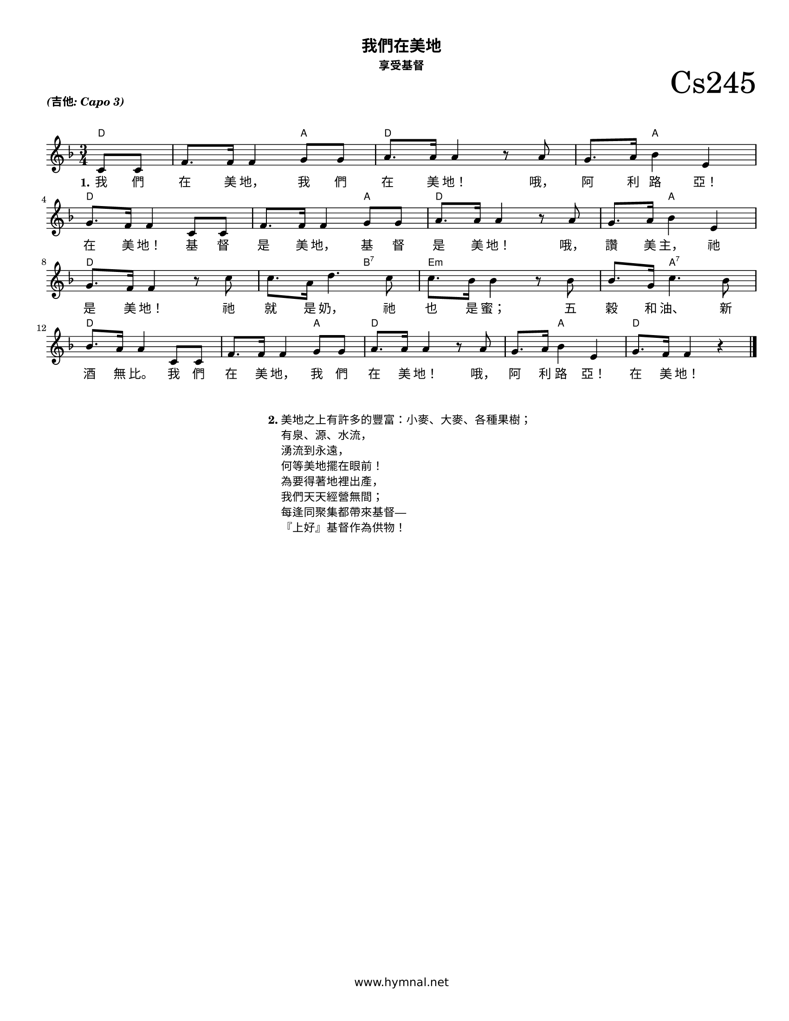 我們在美地
享受基督
Cs245
(吉他: Capo 3)
D A D A
3 4
1. 我 們 在 美地， 我 們 在 美地！ 哦， 阿 利路 亞！
4 D A D A
在 美地！ 基 督 是 美地， 基 督 是 美地！ 哦， 讚 美主， 祂
8 D B7 Em A7
是 美地！ 祂 就 是奶， 祂 也 是蜜； 五 穀 和油、 新
12 D A D A D
酒 無比。 我 們 在 美地， 我 們 在 美地！ 哦， 阿 利路 亞！ 在 美地！
2. 美地之上有許多的豐富：小麥、大麥、各種果樹；
有泉、源、水流，
湧流到永遠，
何等美地擺在眼前！
為要得著地裡出產，
我們天天經營無間；
每逢同聚集都帶來基督—
『上好』基督作為供物！
www.hymnal.net